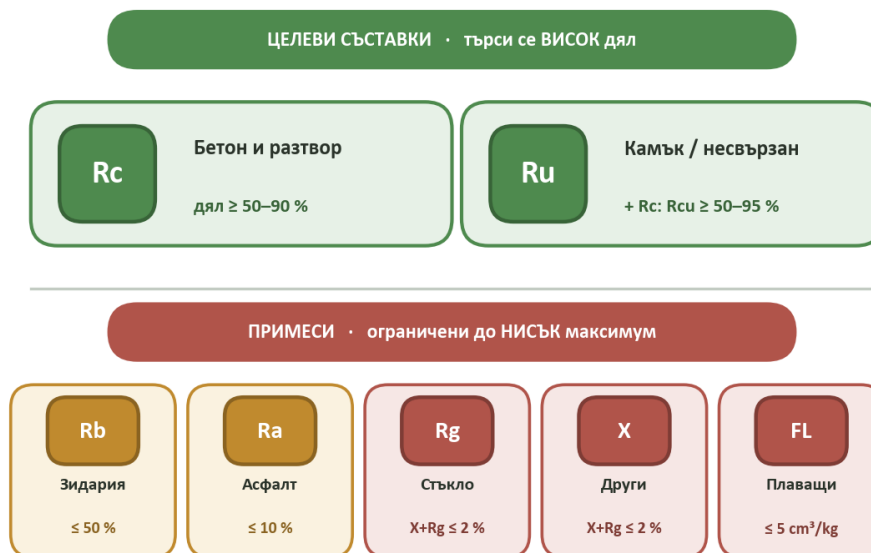 ЦЕЛЕВИ СЪСТАВКИ · търси се ВИСОК дял
Rc
Бетон и разтвор
дял ≥ 50–90 %
Ru
Камък / несвързан
+ Rc: Rcu ≥ 50–95 %
ПРИМЕСИ · ограничени до НИСЪК максимум
Rb
Зидария
≤ 50 %
Ra
Асфалт
≤ 10 %
Rg
Стъкло
X+Rg ≤ 2 %
X
Други
X+Rg ≤ 2 %
FL
Плаващи
≤ 5 cm³/kg